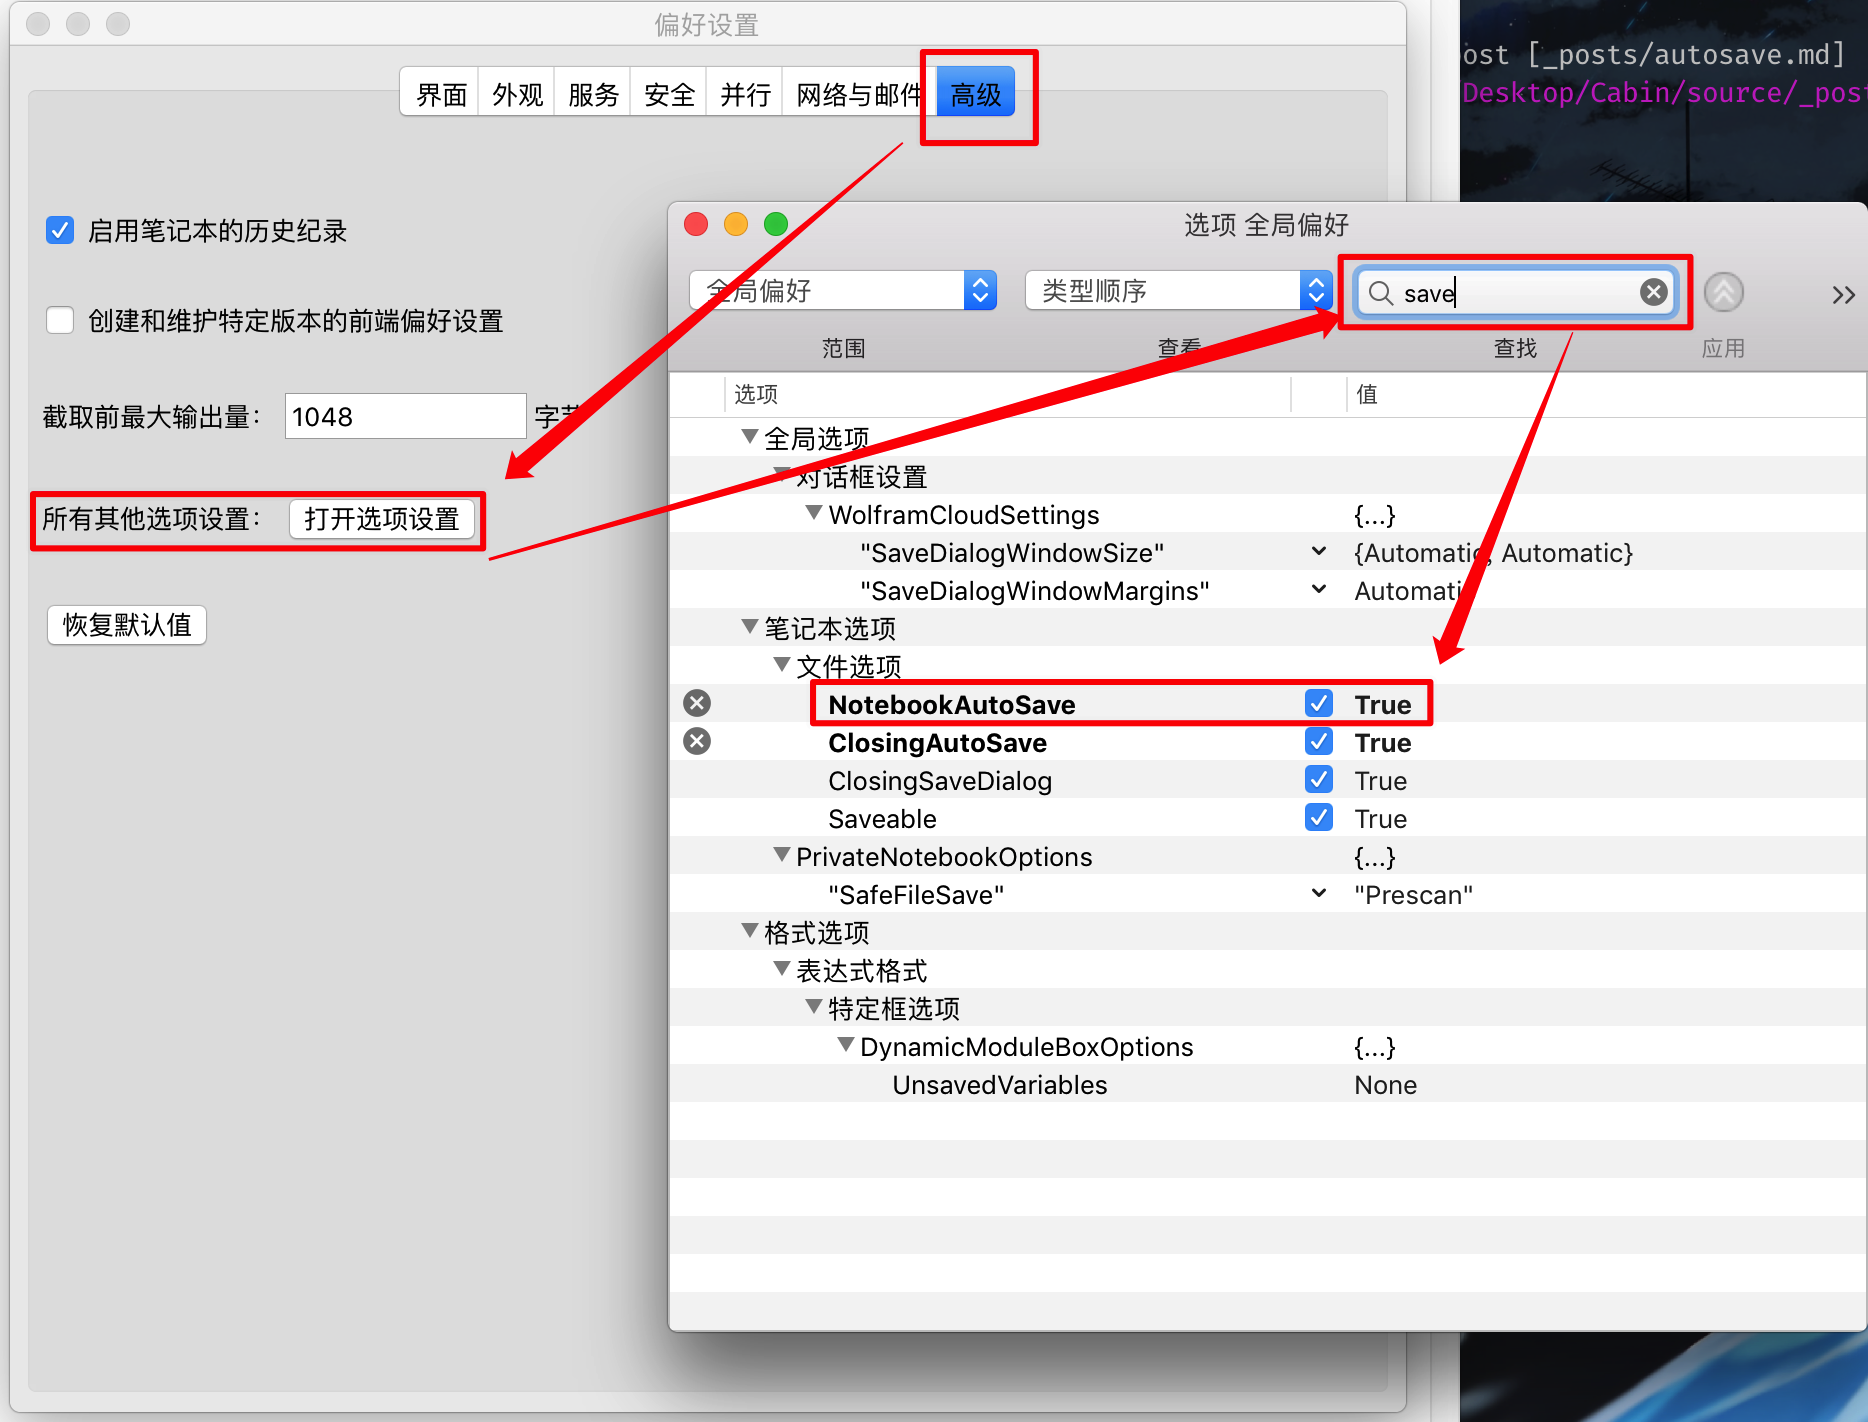 偏好设置
界面 外观 服务 安全 并行 网络与邮件 高级
启用笔记本的历史纪录
创建和维护特定版本的前端偏好设置
截取前最大输出量： 1048 字节
所有其他选项设置： 打开选项设置
恢复默认值
ost [_posts/autosave.md]
Desktop/Cabin/source/_post
选项 全局偏好
全局偏好 类型顺序 save
范围 查看 查找 应用
选项 值
全局选项
对话框设置
WolframCloudSettings {...}
"SaveDialogWindowSize" {Automatic, Automatic}
"SaveDialogWindowMargins" Automatic
笔记本选项
文件选项
NotebookAutoSave True
ClosingAutoSave True
ClosingSaveDialog True
Saveable True
PrivateNotebookOptions {...}
"SafeFileSave" "Prescan"
格式选项
表达式格式
特定框选项
DynamicModuleBoxOptions {...}
UnsavedVariables None